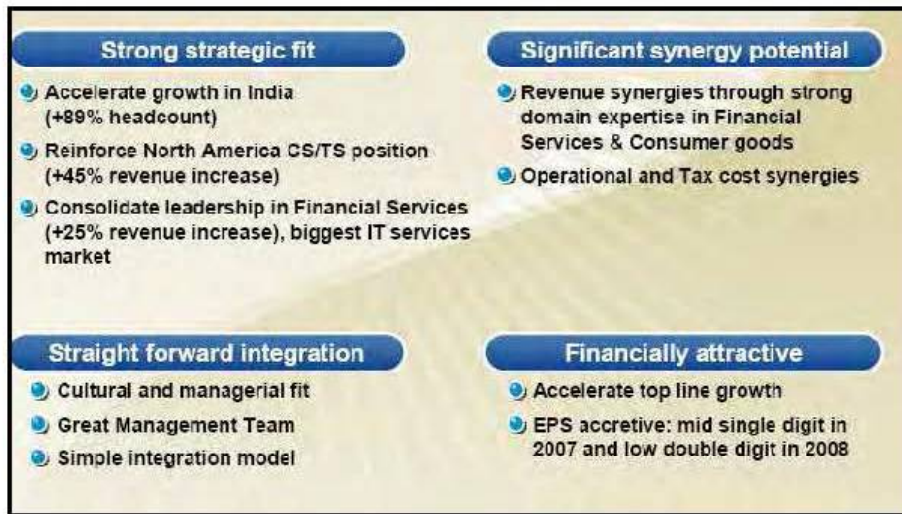 Strong strategic fit
Accelerate growth in India
(+89% headcount)
Reinforce North America CS/TS position
(+45% revenue increase)
Consolidate leadership in Financial Services
(+25% revenue increase), biggest IT services
market
Significant synergy potential
Revenue synergies through strong
domain expertise in Financial
Services & Consumer goods
Operational and Tax cost synergies
Straight forward integration
Cultural and managerial fit
Great Management Team
Simple integration model
Financially attractive
Accelerate top line growth
EPS accretive: mid single digit in
2007 and low double digit in 2008